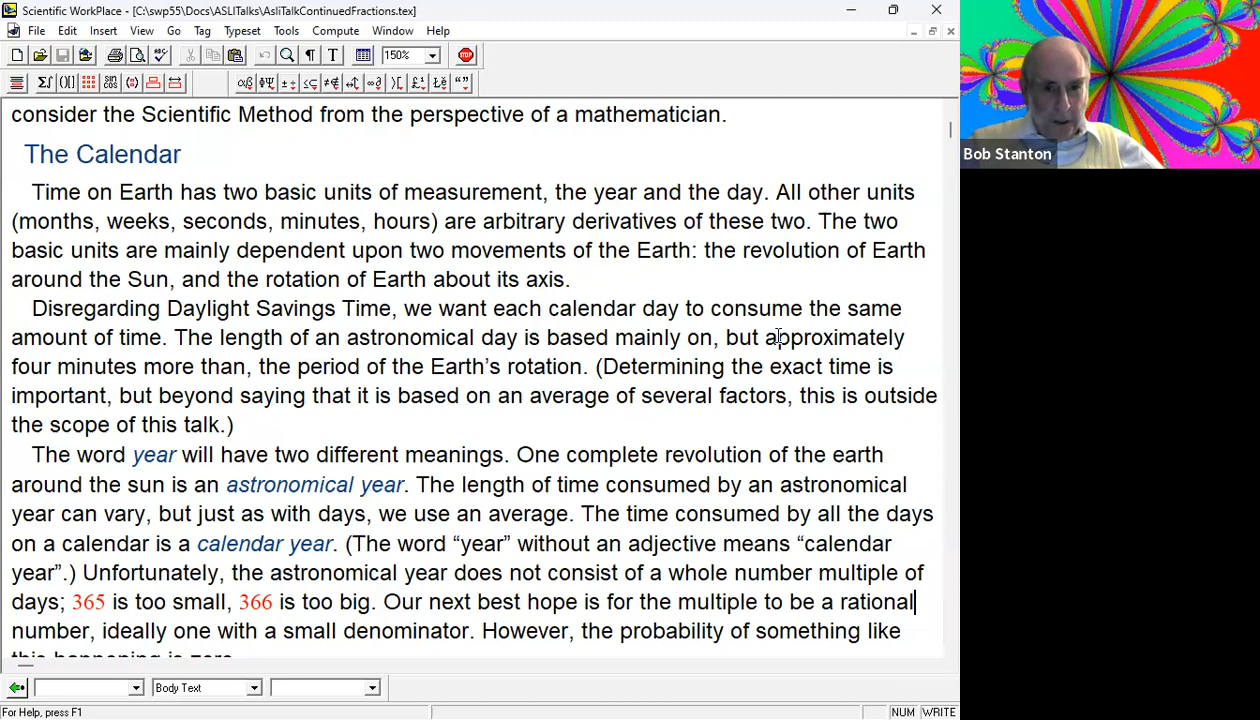 Scientific WorkPlace - [C:\swp55\Docs\ASLITalks\AsliTalkContinuedFractions.tex]
File Edit Insert View Go Tag Typeset Tools Compute Window Help
150%
STOP
consider the Scientific Method from the perspective of a mathematician.
The Calendar
Time on Earth has two basic units of measurement, the year and the day. All other units
(months, weeks, seconds, minutes, hours) are arbitrary derivatives of these two. The two
basic units are mainly dependent upon two movements of the Earth: the revolution of Earth
around the Sun, and the rotation of Earth about its axis.
Disregarding Daylight Savings Time, we want each calendar day to consume the same
amount of time. The length of an astronomical day is based mainly on, but approximately
four minutes more than, the period of the Earth’s rotation. (Determining the exact time is
important, but beyond saying that it is based on an average of several factors, this is outside
the scope of this talk.)
The word year will have two different meanings. One complete revolution of the earth
around the sun is an astronomical year. The length of time consumed by an astronomical
year can vary, but just as with days, we use an average. The time consumed by all the days
on a calendar is a calendar year. (The word “year” without an adjective means “calendar
year”.) Unfortunately, the astronomical year does not consist of a whole number multiple of
days; 365 is too small, 366 is too big. Our next best hope is for the multiple to be a rational
number, ideally one with a small denominator. However, the probability of something like
this happening is zero.
Body Text
For Help, press F1
NUM WRITE
Bob Stanton